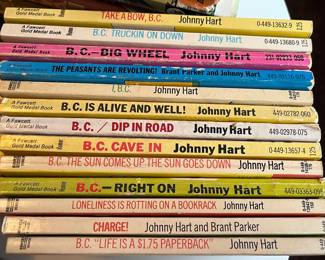 TAKE A BOW, B.C. Johnny Hart 0-449-13632-9
A Fawcett Gold Medal Book B.C. TRUCKIN DOWN Johnny Hart 0-449-13680-9
A Fawcett Gold Medal Book B.C.—BIG WHEEL Johnny Hart
THE PEASANTS ARE REVOLTING! Brant Parker and Johnny Hart
I, B.C. Johnny Hart
A Fawcett Gold Medal Book B.C. IS ALIVE AND WELL! Johnny Hart 0-449-02782-060
A Fawcett Gold Medal Book B.C. / DIP IN ROAD Johnny Hart 0-449-02978-075
A Fawcett Gold Medal Book B.C. CAVE IN Johnny Hart 0-449-13657-4
B.C. THE SUN COMES UP THE SUN GOES DOWN Johnny Hart
A Fawcett Gold Medal Book B.C.—RIGHT ON Johnny Hart
LONELINESS IS ROTTING ON A BOOKRACK Johnny Hart
CHARGE! Johnny Hart and Brant Parker
B.C. "LIFE IS A $1.75 PAPERBACK" Johnny Hart